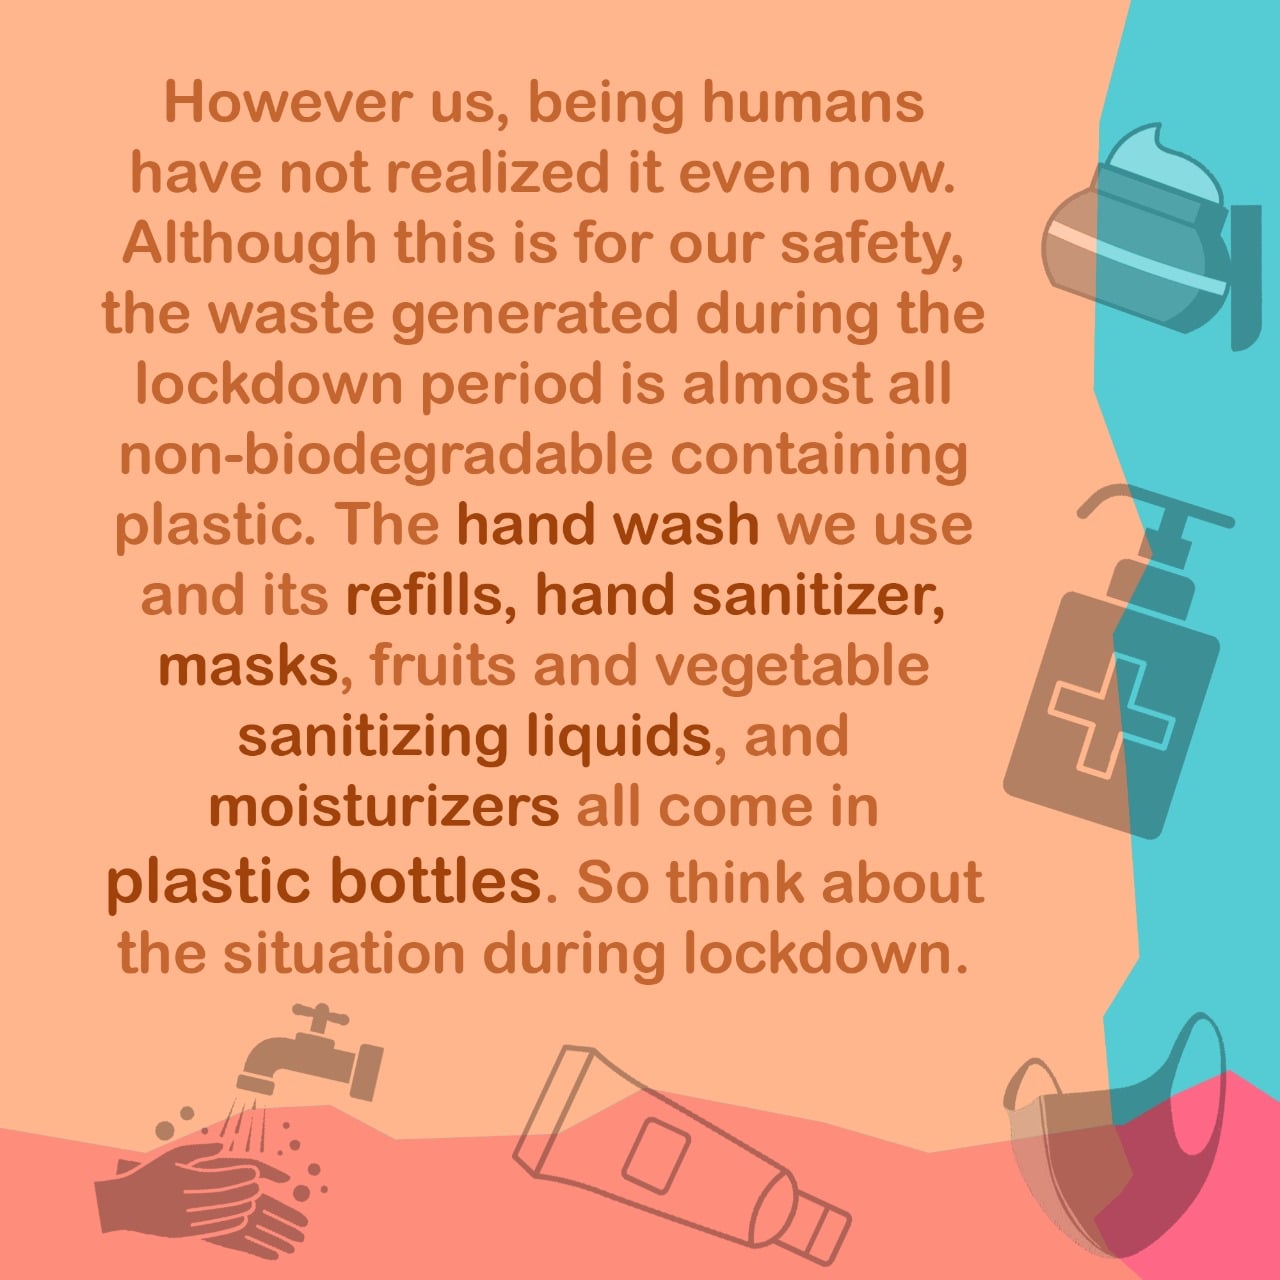 However us, being humans
have not realized it even now.
Although this is for our safety,
the waste generated during the
lockdown period is almost all
non-biodegradable containing
plastic. The hand wash we use
and its refills, hand sanitizer,
masks, fruits and vegetable
sanitizing liquids, and
moisturizers all come in
plastic bottles. So think about
the situation during lockdown.